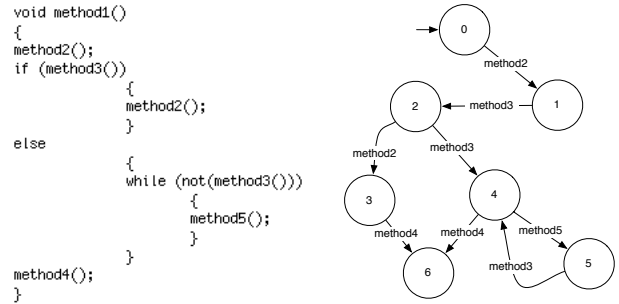 void method1()
{
method2();
if (method3())
{
method2();
}
else
{
while (not(method3()))
{
method5();
}
}
method4();
}
0
method2
1
method3
2
method2
method3
3
4
method4
method4
method5
method3
5
6